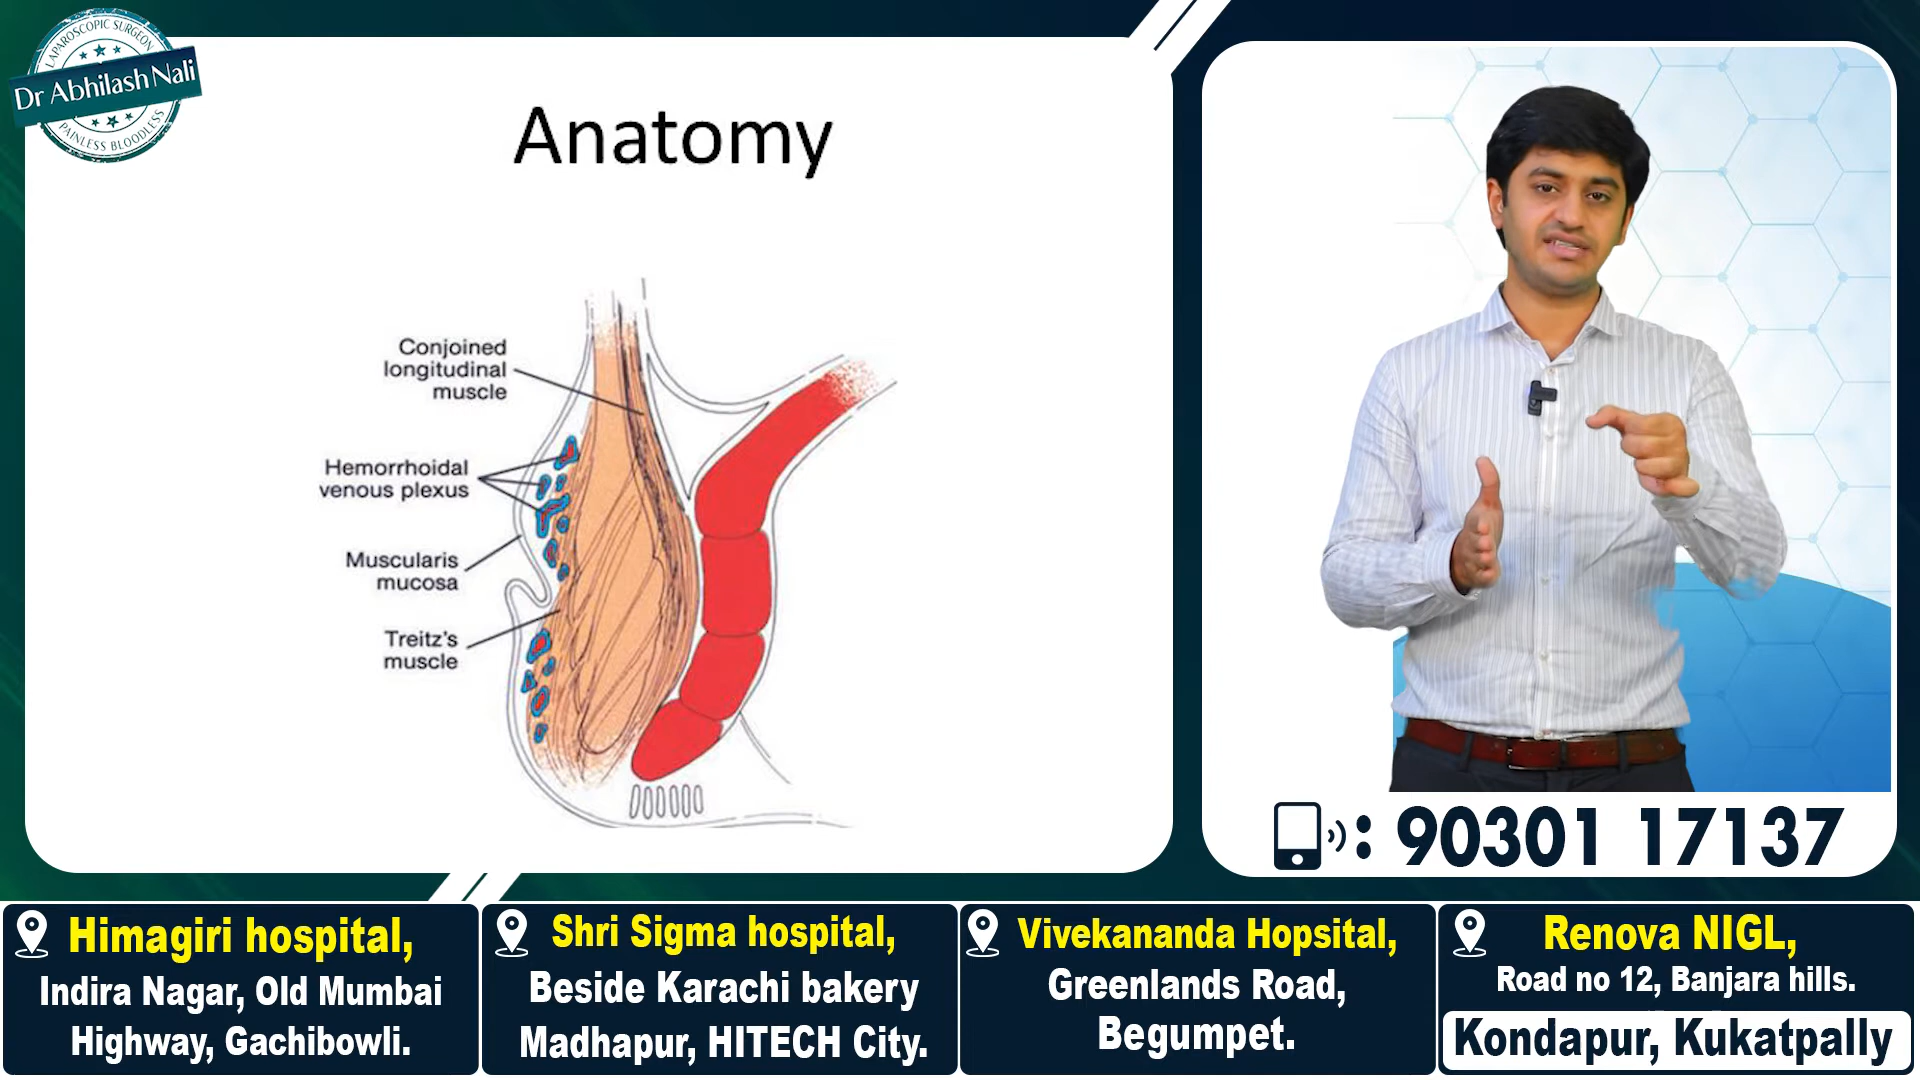 LAPAROSCOPIC SURGEON
Dr Abhilash Nali
PAINLESS BLOODLESS
Anatomy
Conjoined
longitudinal
muscle
Hemorrhoidal
venous plexus
Muscularis
mucosa
Treitz's
muscle
: 90301 17137
Himagiri hospital,
Indira Nagar, Old Mumbai
Highway, Gachibowli.
Shri Sigma hospital,
Beside Karachi bakery
Madhapur, HITECH City.
Vivekananda Hopsital,
Greenlands Road,
Begumpet.
Renova NIGL,
Road no 12, Banjara hills.
Kondapur, Kukatpally